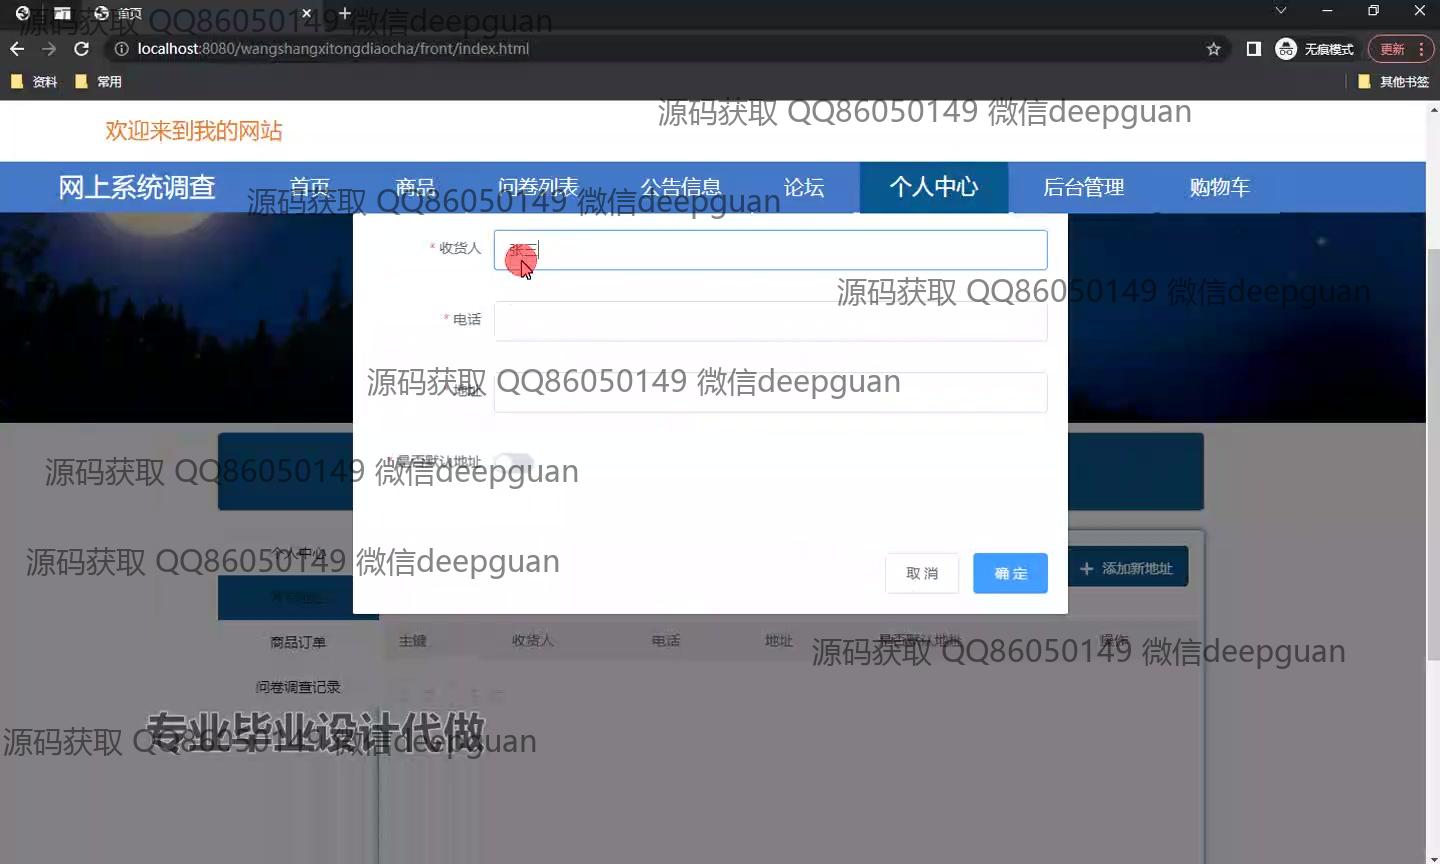 首页
源码获取 QQ86050149 微信deepguan
localhost:8080/wangshangxitongdiaocha/front/index.html
无痕模式
更新
资料
常用
其他书签
源码获取 QQ86050149 微信deepguan
欢迎来到我的网站
网上系统调查
首页
商品
问卷列表
公告信息
论坛
个人中心
后台管理
购物车
源码获取 QQ86050149 微信deepguan
* 收货人
张三
源码获取 QQ86050149 微信deepguan
* 电话
源码获取 QQ86050149 微信deepguan
* 地址
* 是否默认地址
源码获取 QQ86050149 微信deepguan
个人中心
源码获取 QQ86050149 微信deepguan
取消
确定
添加新地址
商品订单
主键
收货人
电话
地址
是否默认地址
操作
源码获取 QQ86050149 微信deepguan
问卷调查记录
专业毕业设计代做
源码获取 QQ86050149 微信deepguan